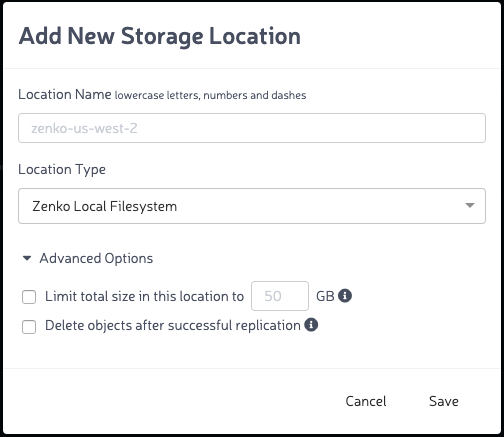 Add New Storage Location
Location Name lowercase letters, numbers and dashes
zenko-us-west-2
Location Type
Zenko Local Filesystem
Advanced Options
Limit total size in this location to 50 GB
Delete objects after successful replication
Cancel Save